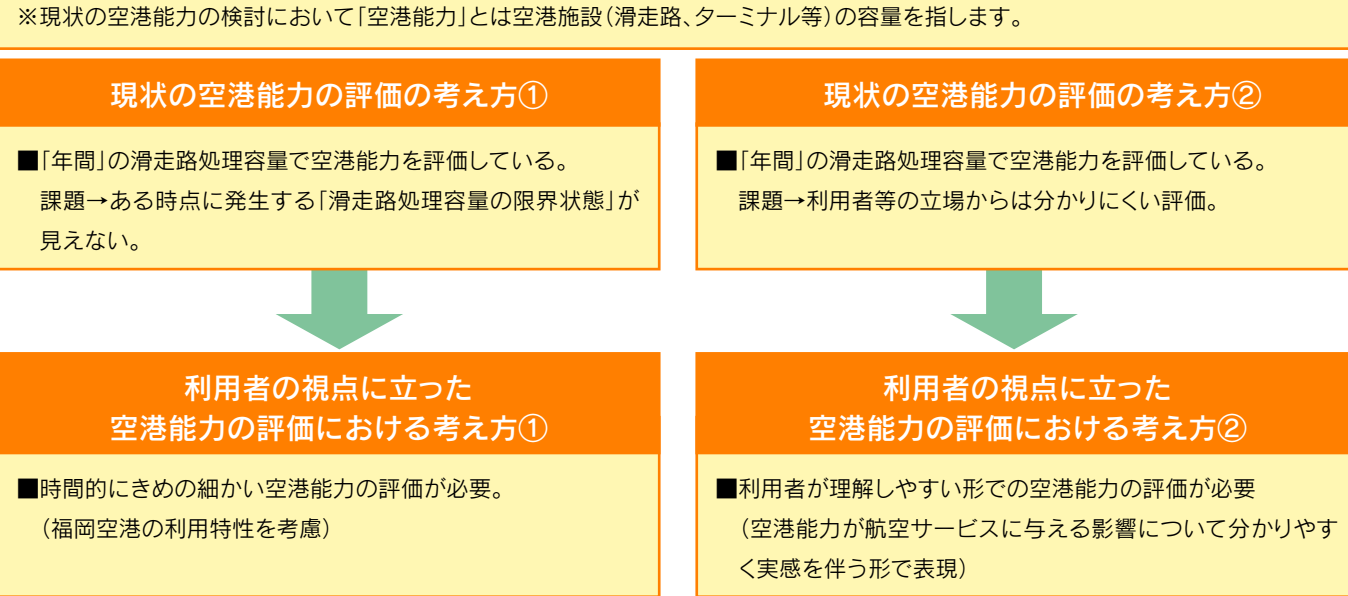 ※現状の空港能力の検討において「空港能力」とは空港施設(滑走路、ターミナル等)の容量を指します。
現状の空港能力の評価の考え方①
■「年間」の滑走路処理容量で空港能力を評価している。
課題→ある時点に発生する「滑走路処理容量の限界状態」が
見えない。
現状の空港能力の評価の考え方②
■「年間」の滑走路処理容量で空港能力を評価している。
課題→利用者等の立場からは分かりにくい評価。
利用者の視点に立った
空港能力の評価における考え方①
■時間的にきめの細かい空港能力の評価が必要。
(福岡空港の利用特性を考慮)
利用者の視点に立った
空港能力の評価における考え方②
■利用者が理解しやすい形での空港能力の評価が必要
(空港能力が航空サービスに与える影響について分かりやす
く実感を伴う形で表現)